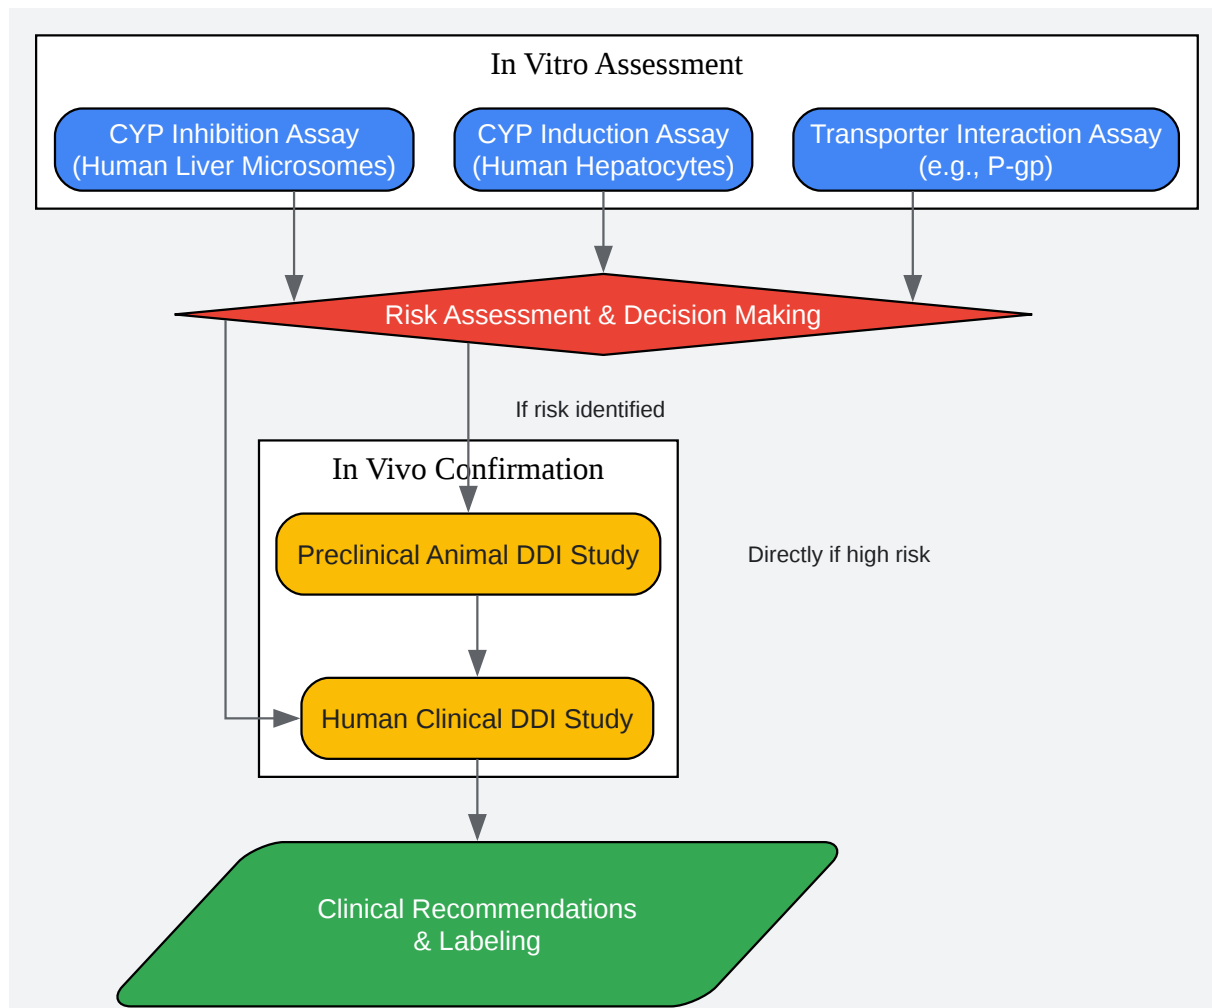 In Vitro Assessment
CYP Inhibition Assay
(Human Liver Microsomes)
CYP Induction Assay
(Human Hepatocytes)
Transporter Interaction Assay
(e.g., P-gp)
Risk Assessment & Decision Making
If risk identified
In Vivo Confirmation
Preclinical Animal DDI Study
Directly if high risk
Human Clinical DDI Study
Clinical Recommendations
& Labeling